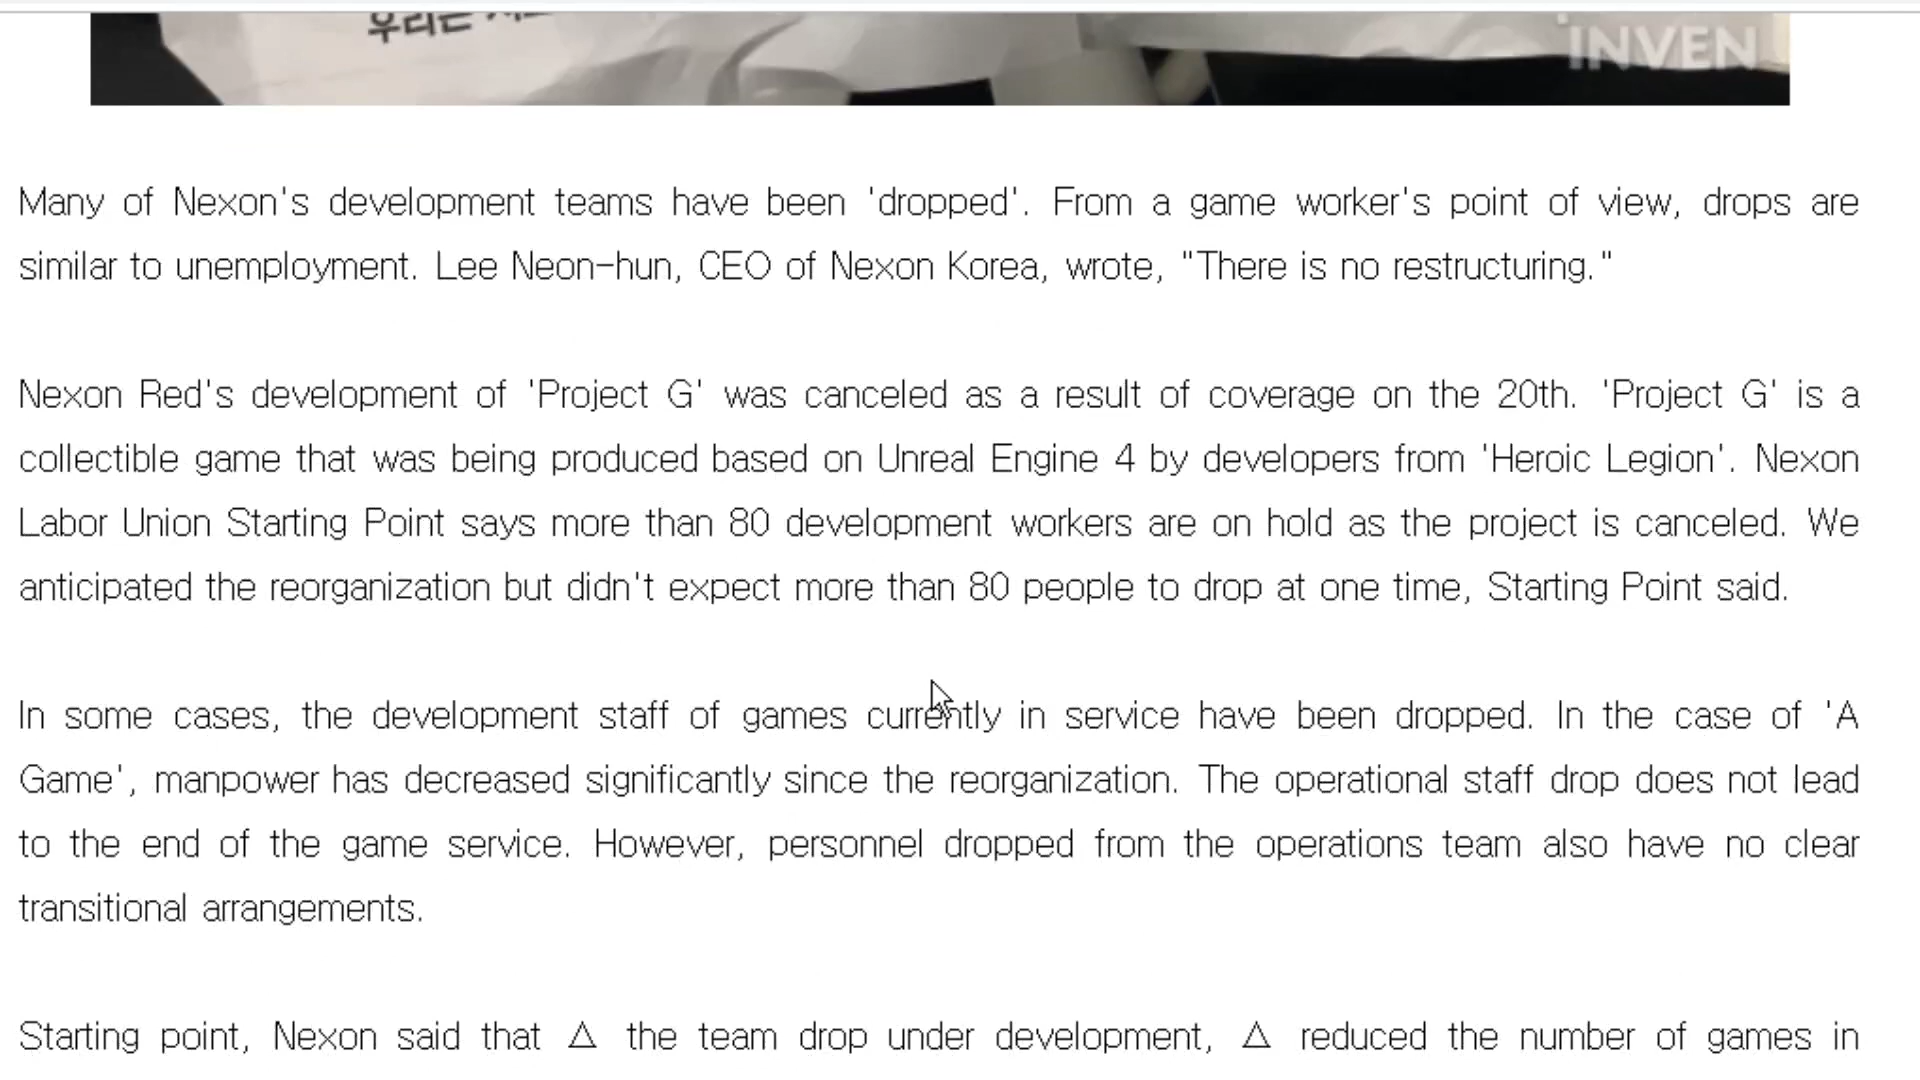 우리는
iNVEN
Many of Nexon's development teams have been 'dropped'. From a game worker's point of view, drops are
similar to unemployment. Lee Neon-hun, CEO of Nexon Korea, wrote, "There is no restructuring."
Nexon Red's development of 'Project G' was canceled as a result of coverage on the 20th. 'Project G' is a
collectible game that was being produced based on Unreal Engine 4 by developers from 'Heroic Legion'. Nexon
Labor Union Starting Point says more than 80 development workers are on hold as the project is canceled. We
anticipated the reorganization but didn't expect more than 80 people to drop at one time, Starting Point said.
In some cases, the development staff of games currently in service have been dropped. In the case of 'A
Game', manpower has decreased significantly since the reorganization. The operational staff drop does not lead
to the end of the game service. However, personnel dropped from the operations team also have no clear
transitional arrangements.
Starting point, Nexon said that △ the team drop under development, △ reduced the number of games in